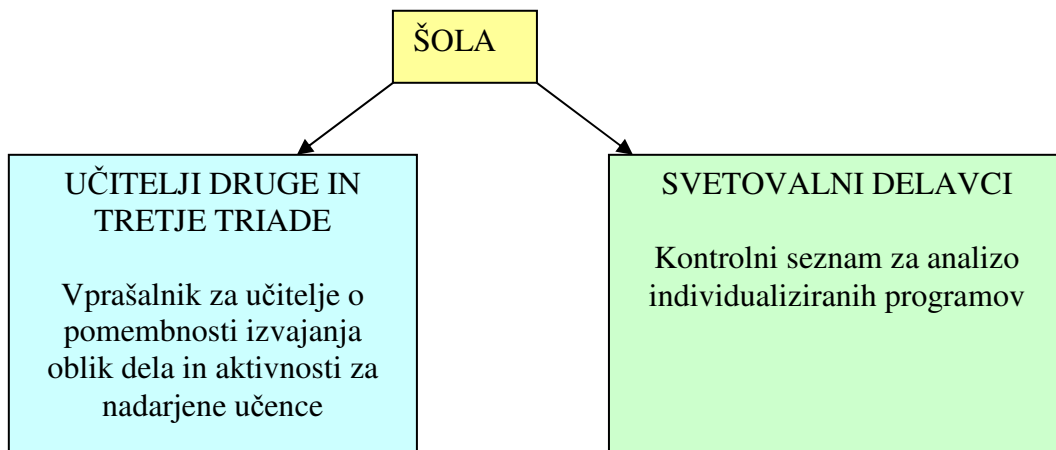 ŠOLA
UČITELJI DRUGE IN
TRETJE TRIADE
Vprašalnik za učitelje o
pomembnosti izvajanja
oblik dela in aktivnosti za
nadarjene učence
SVETOVALNI DELAVCI
Kontrolni seznam za analizo
individualiziranih programov